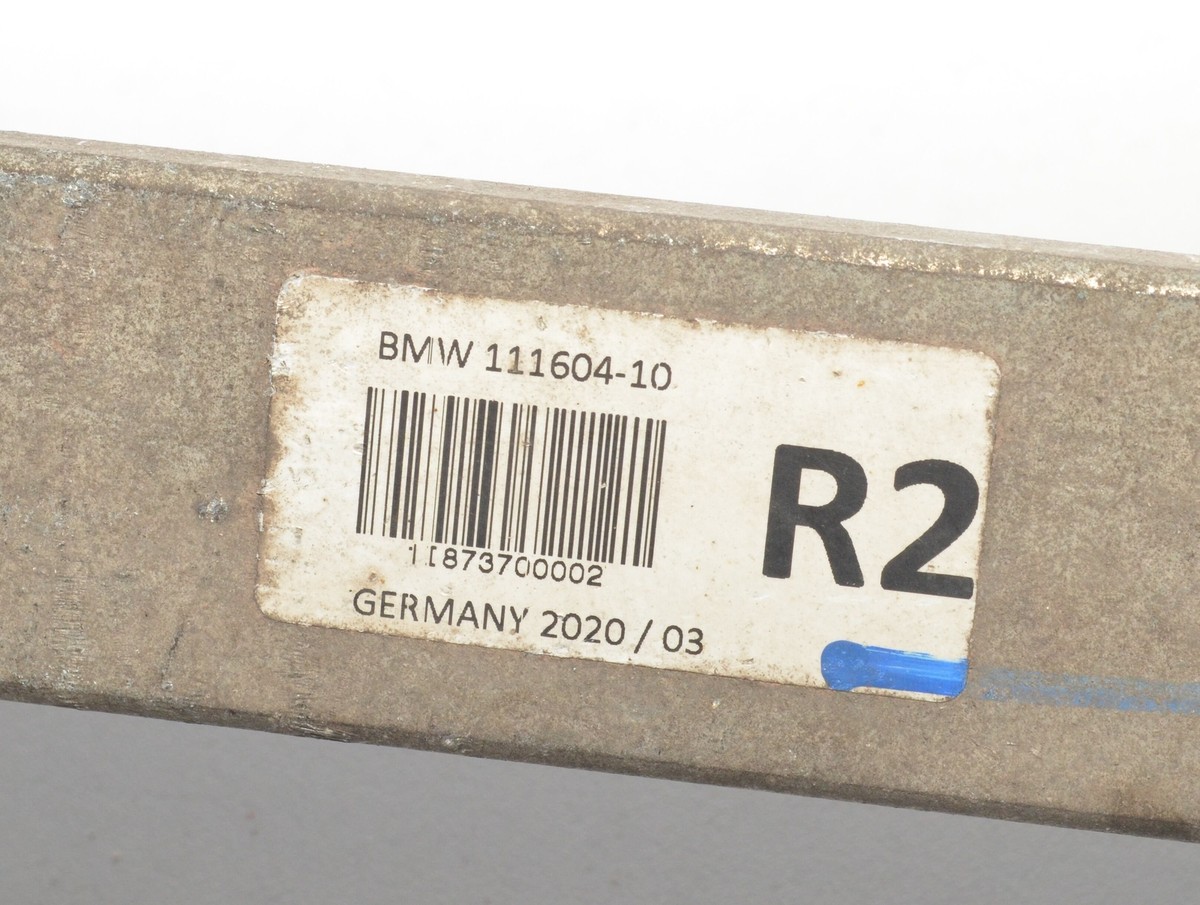 BMW 111604-10
11873700002
R2
GERMANY 2020 / 03